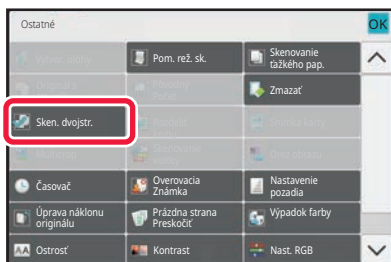 Ostatné
OK
Pom. rež. sk.
Skenovanie
ťažkého pap.
Zmazať
Sken. dvojstr.
Časovač
Overovacia
Známka
Nastavenie
pozadia
Úprava náklonu
originálu
Prázdna strana
Preskočiť
Výpadok farby
AA Ostrosť
Kontrast
Nast. RGB